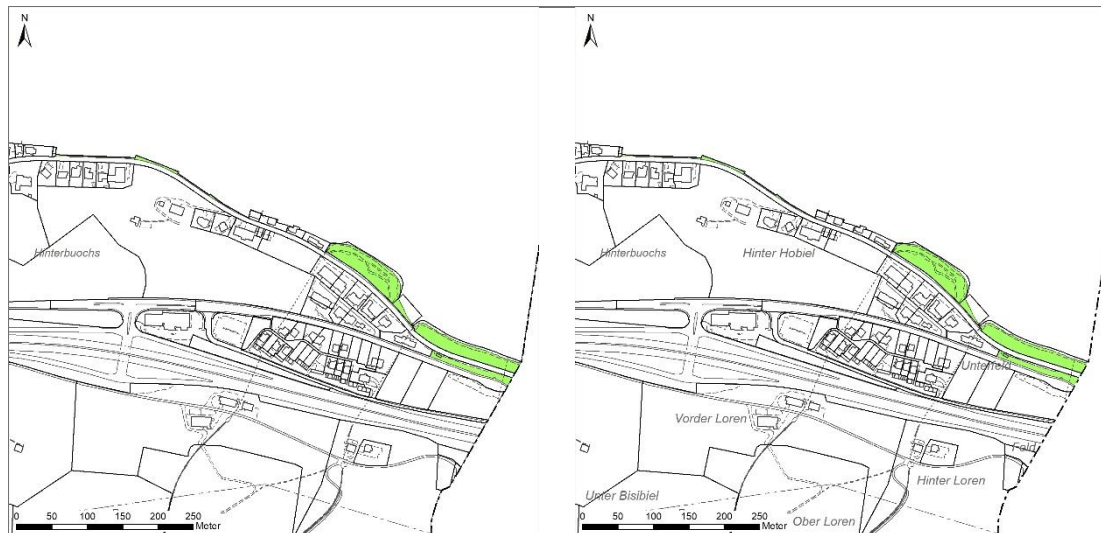 N
Hinterbuochs
0 50 100 150 200 250
Meter
N
Hinterbuochs
Hinter Hobiel
Unterfeld
Vorder Loren
Feld
Hinter Loren
Unter Bisibiel
Ober Loren
0 50 100 150 200 250
Meter